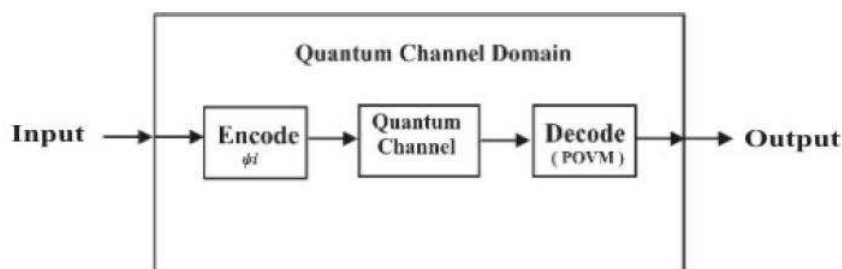 Quantum Channel Domain
Input
Encode
ψi
Quantum
Channel
Decode
( POVM )
Output